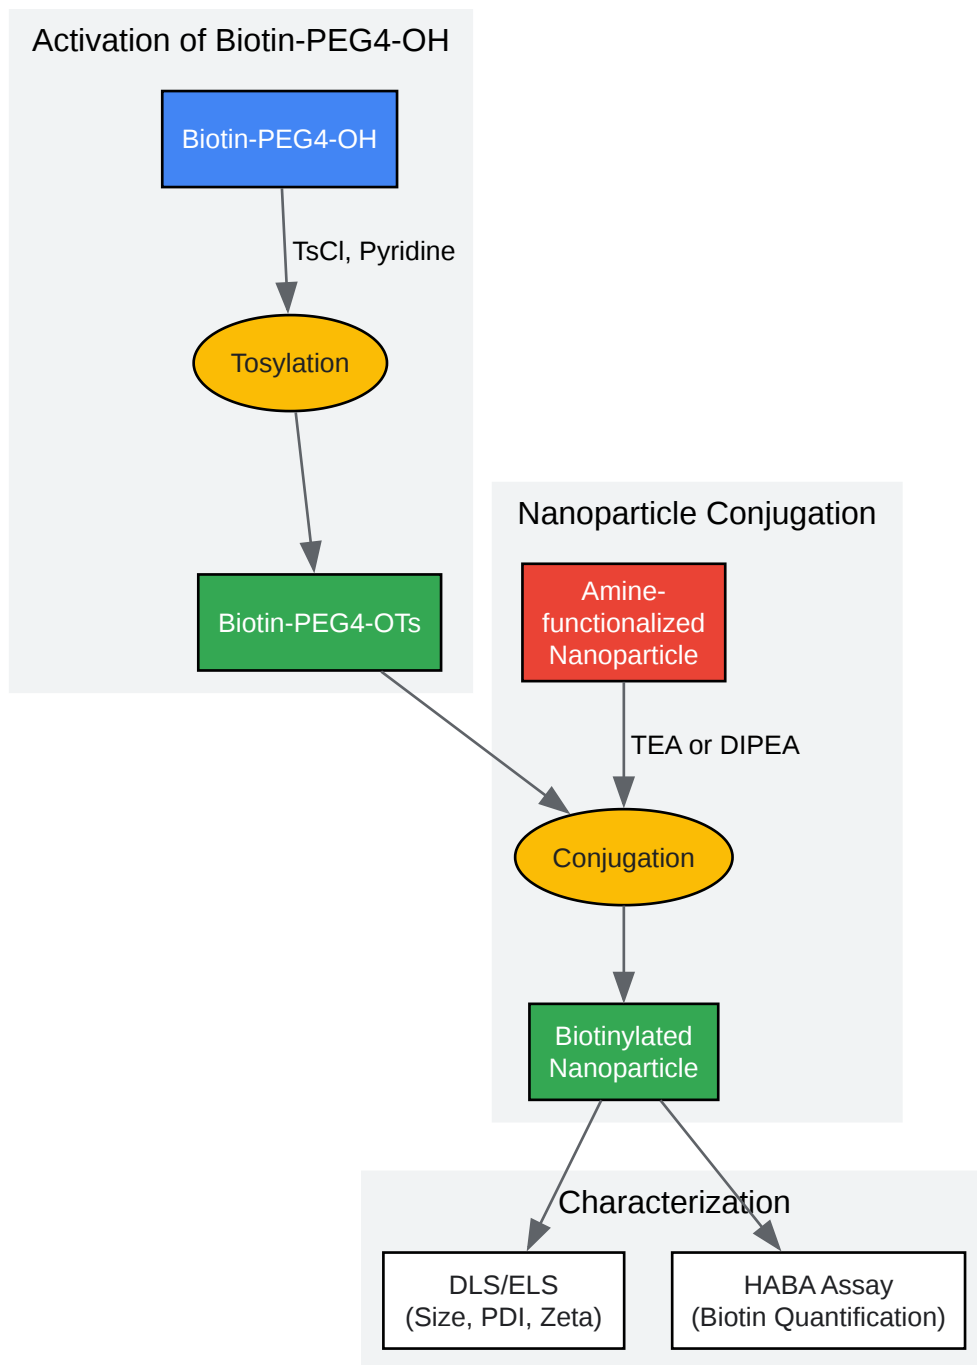 Activation of Biotin-PEG4-OH
Biotin-PEG4-OH
TsCl, Pyridine
Tosylation
Biotin-PEG4-OTs
Nanoparticle Conjugation
Amine-
functionalized
Nanoparticle
TEA or DIPEA
Conjugation
Biotinylated
Nanoparticle
Characterization
DLS/ELS
(Size, PDI, Zeta)
HABA Assay
(Biotin Quantification)